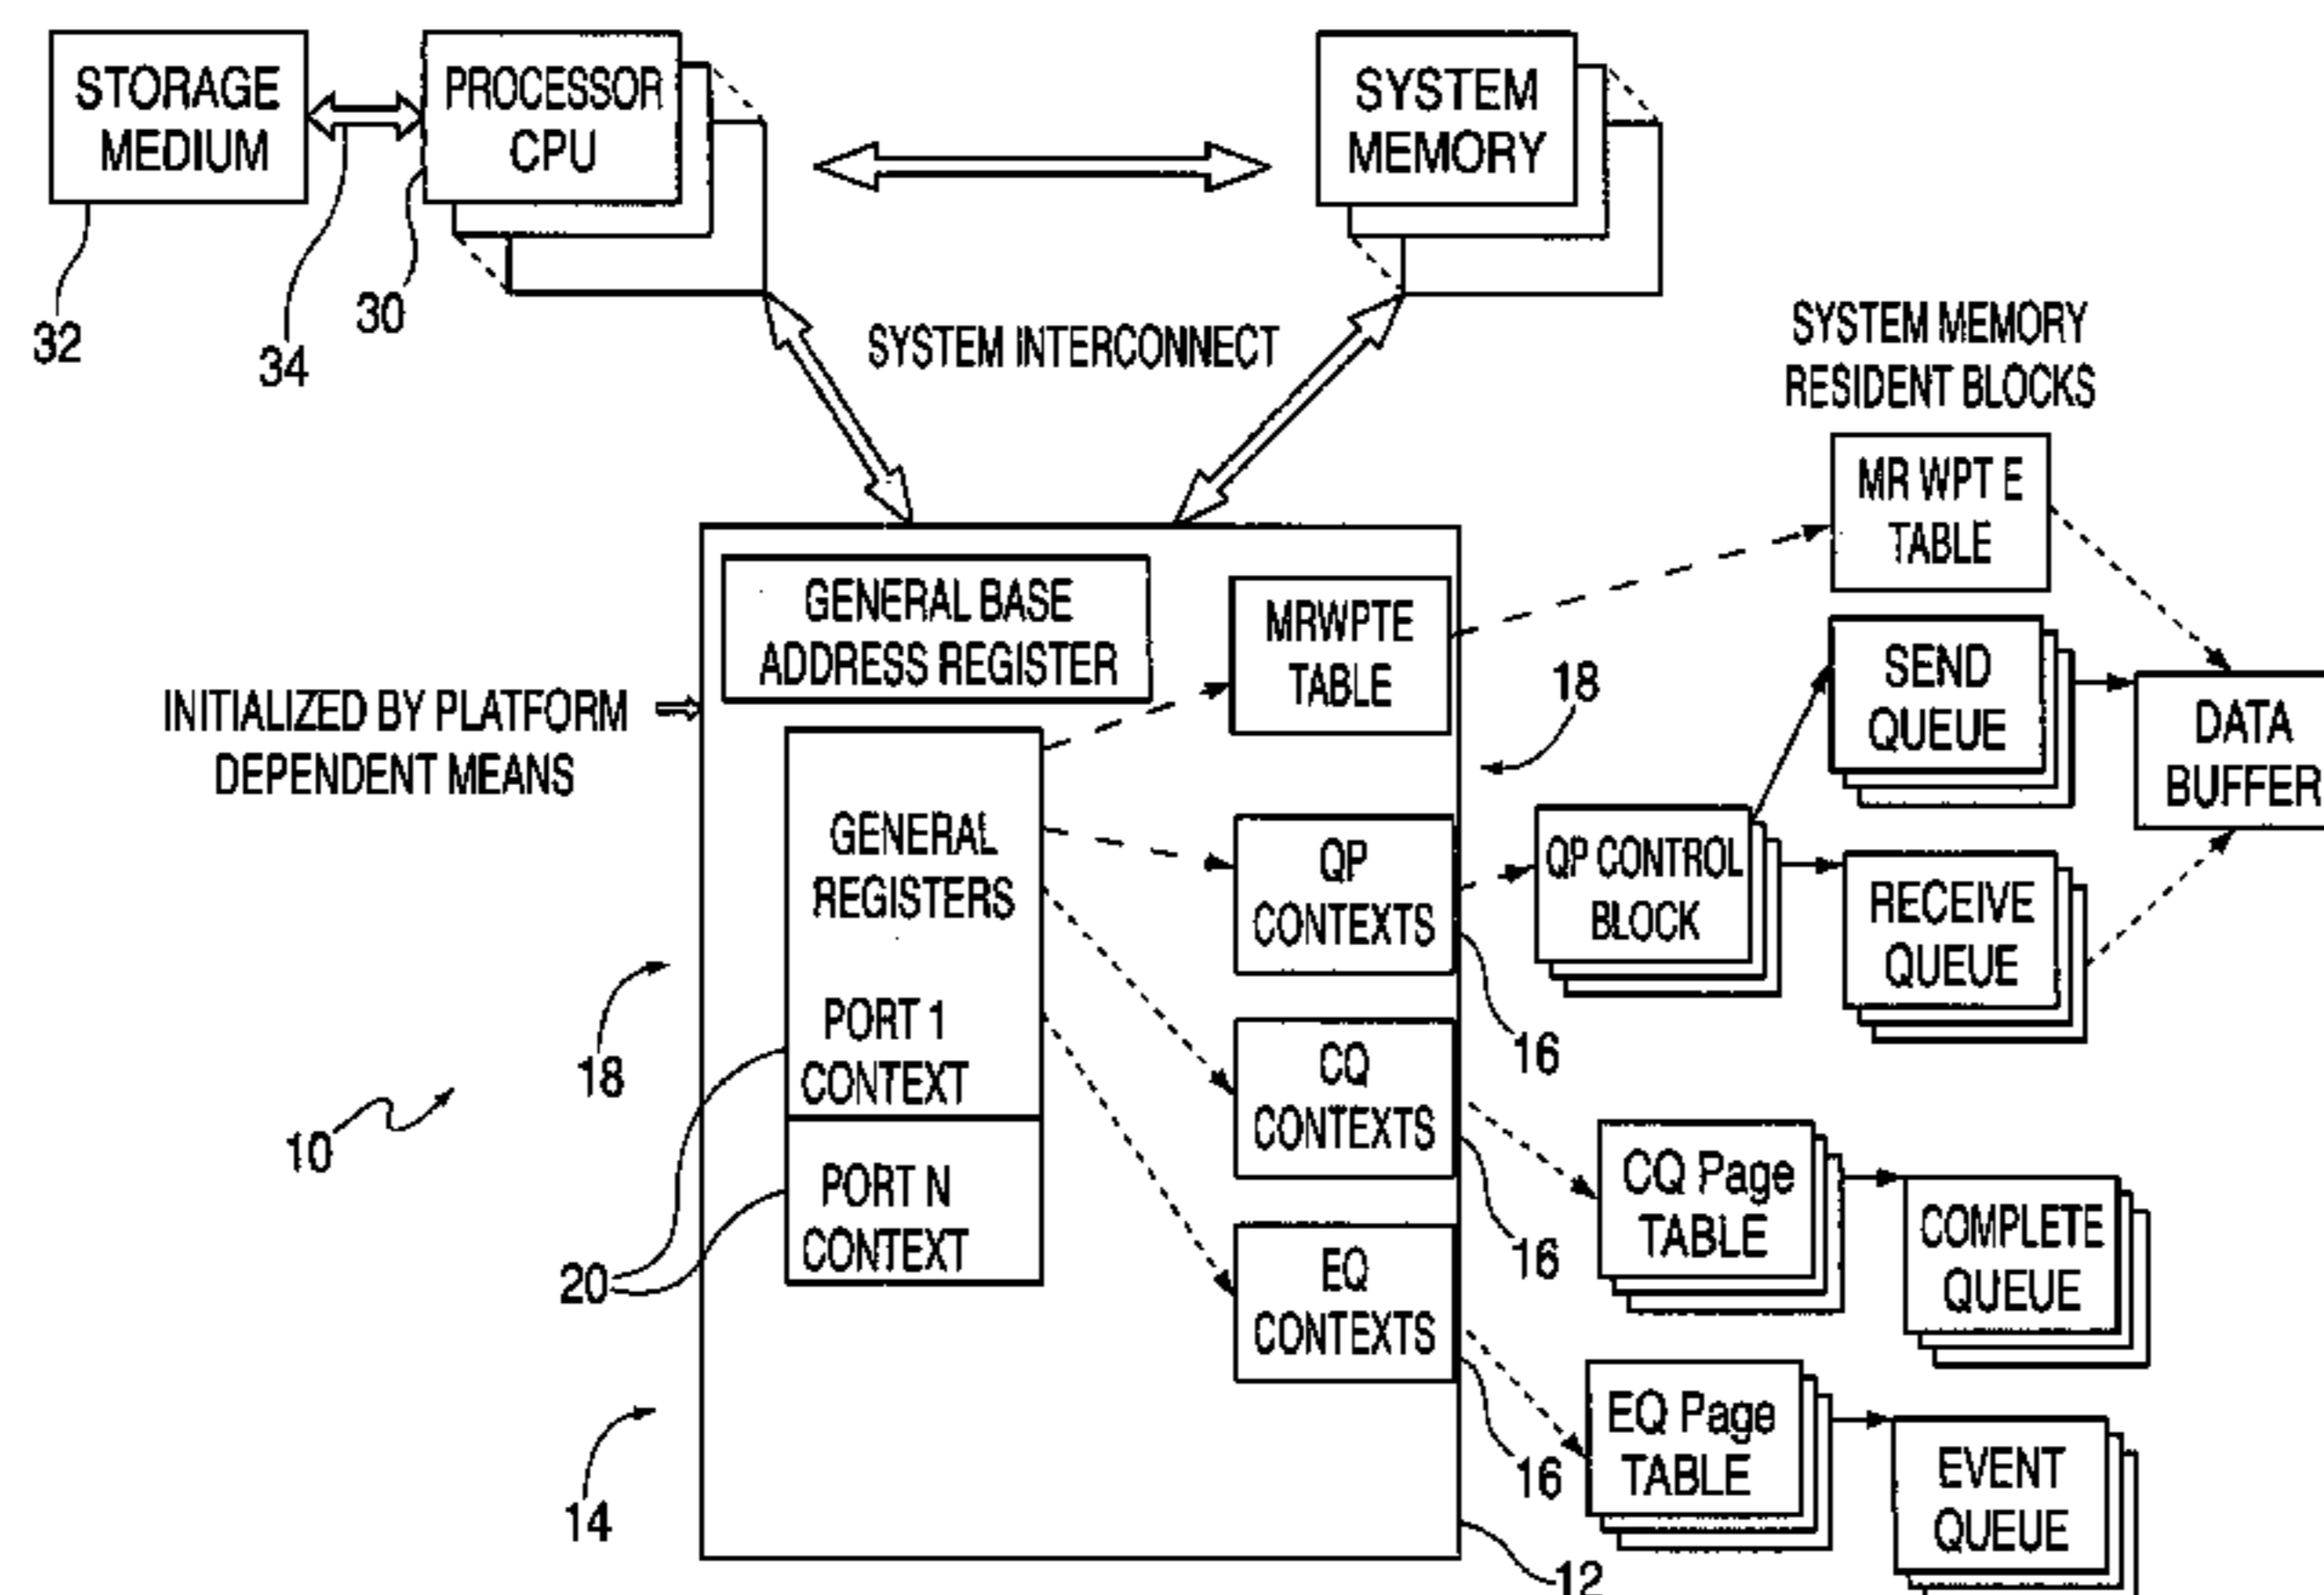 STORAGE
MEDIUM
PROCESSOR
CPU
SYSTEM
MEMORY
32
34
30
SYSTEM INTERCONNECT
SYSTEM MEMORY
RESIDENT BLOCKS
MR WPT E
TABLE
GENERAL BASE
ADDRESS REGISTER
MRWPTE
TABLE
18
SEND
QUEUE
DATA
BUFFER
INITIALIZED BY PLATFORM
DEPENDENT MEANS
GENERAL
REGISTERS
QP
CONTEXTS
QP CONTROL
BLOCK
RECEIVE
QUEUE
18
PORT 1
CONTEXT
16
CQ
CONTEXTS
10
PORT N
CONTEXT
20
16
CQ Page
TABLE
COMPLETE
QUEUE
EQ
CONTEXTS
14
16
EQ Page
TABLE
EVENT
QUEUE
12